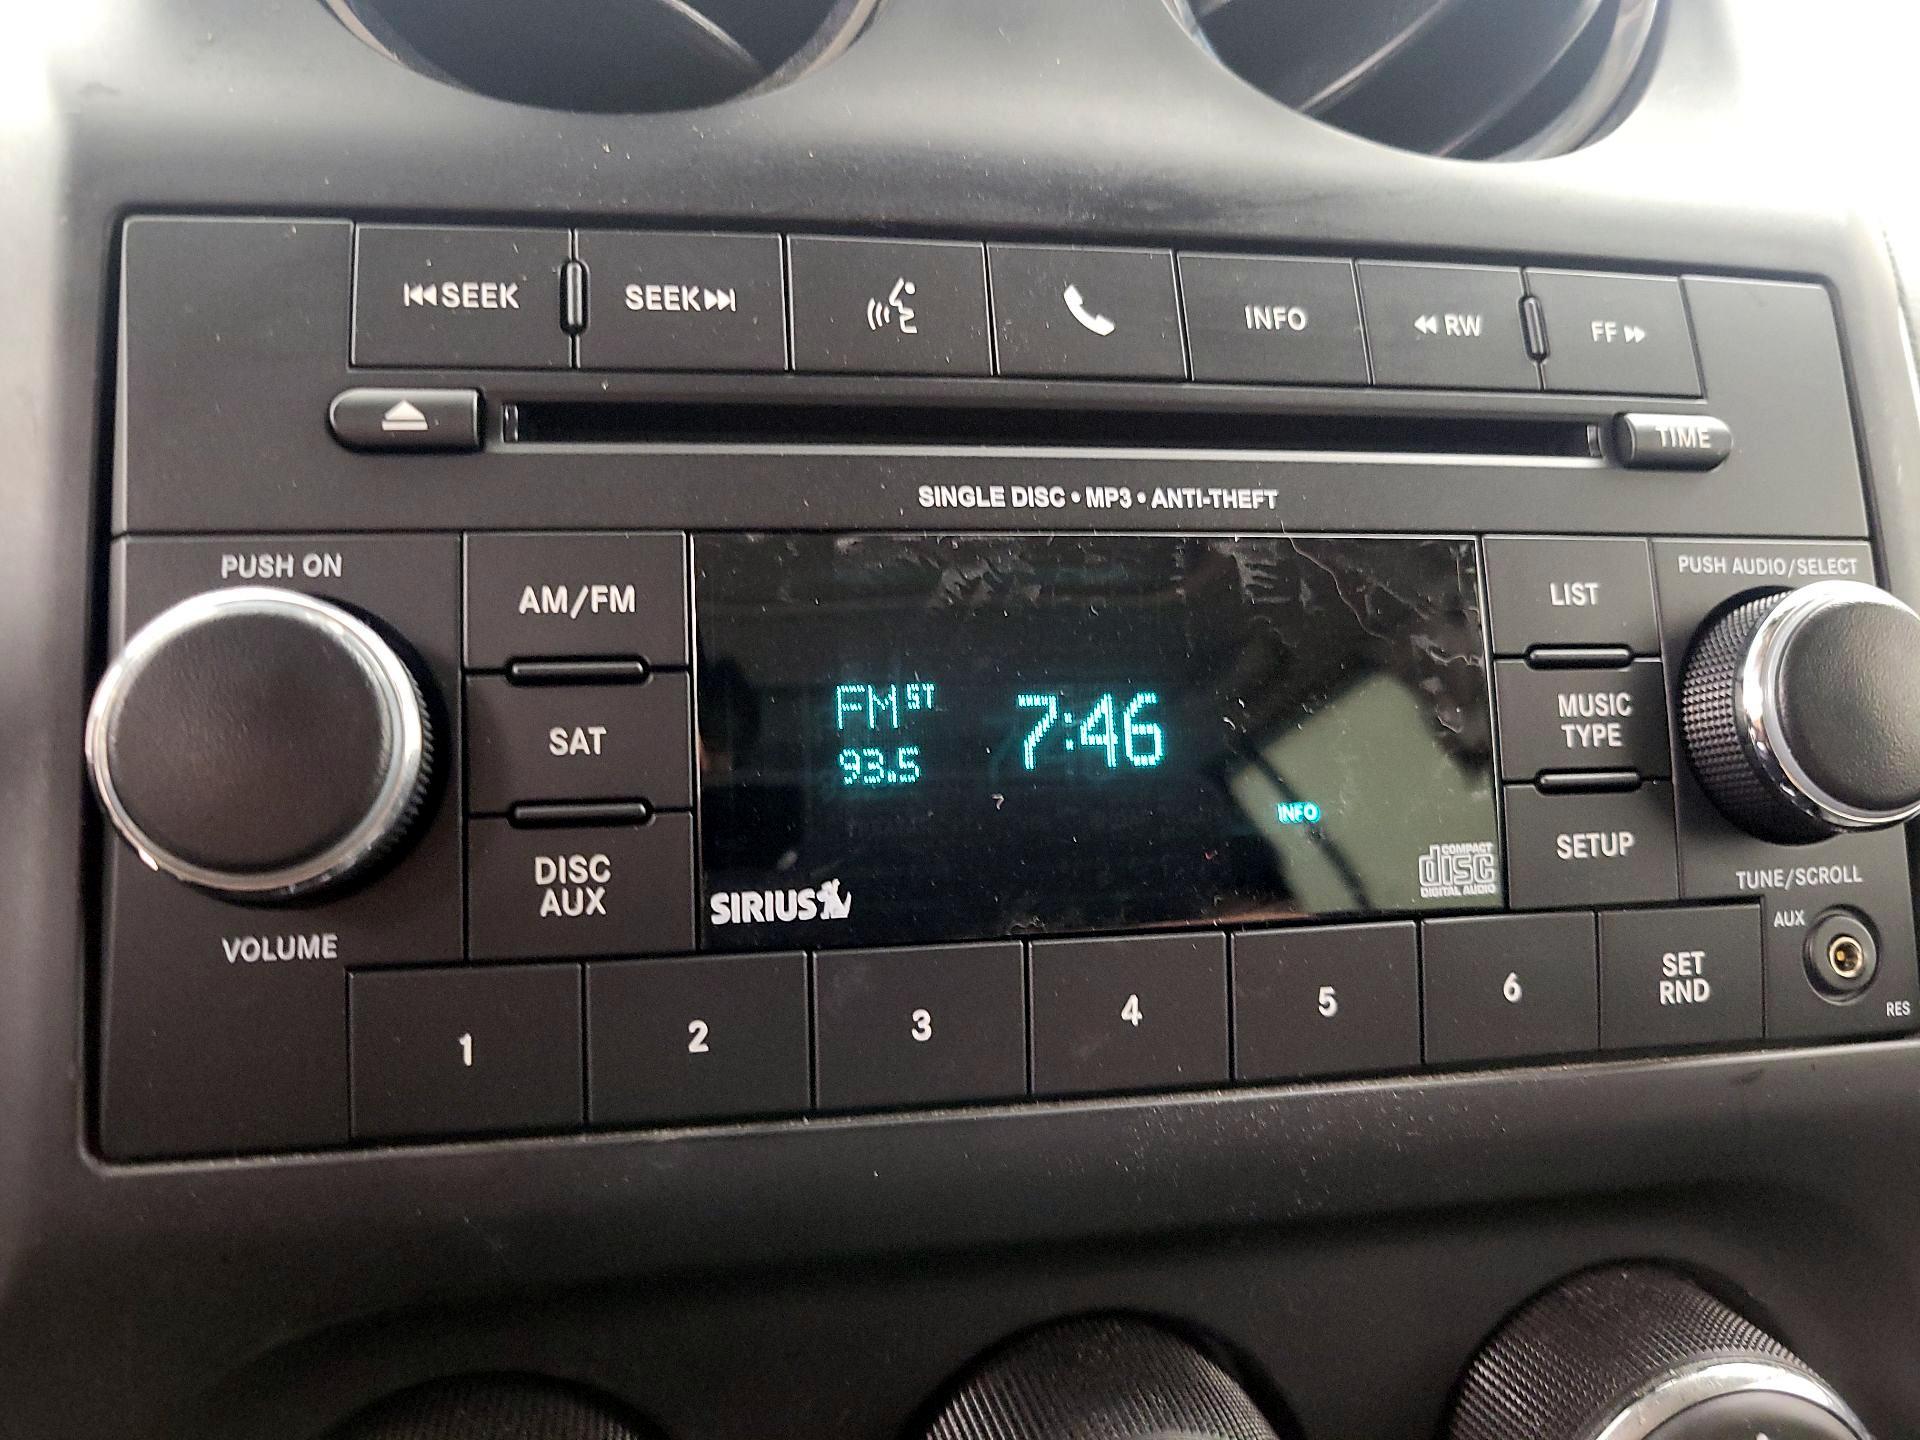 SEEK
SEEK
INFO
RW
FF
TIME
SINGLE DISC • MP3 • ANTI-THEFT
PUSH ON
VOLUME
AM/FM
SAT
DISC
AUX
FM ST
93.5
7:46
INFO
SIRIUS
COMPACT
disc
DIGITAL AUDIO
LIST
MUSIC
TYPE
SETUP
PUSH AUDIO/SELECT
TUNE/SCROLL
AUX
RES
1
2
3
4
5
6
SET
RND